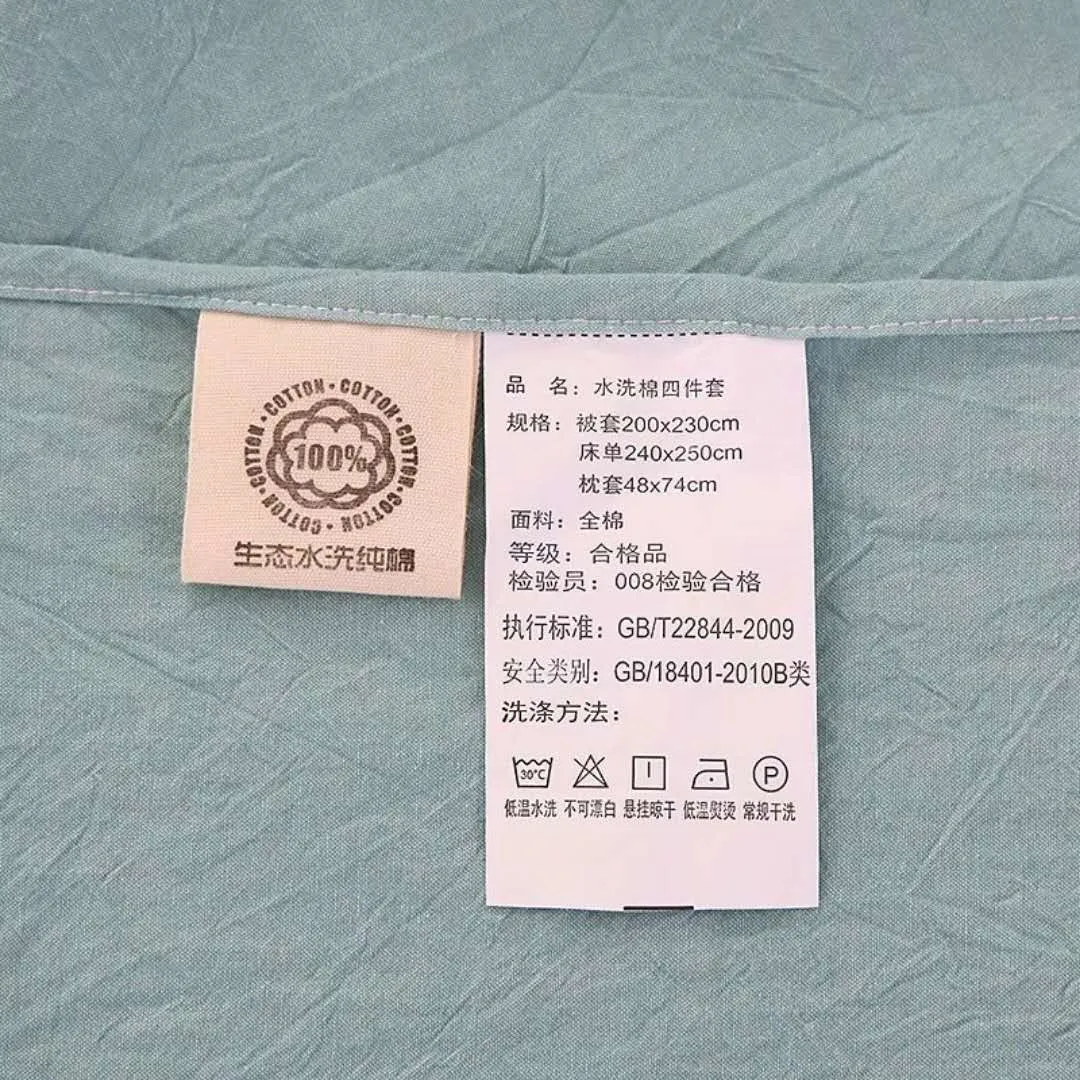 COTTON • COTTON • COTTON • COTTON • COTTON • COTTON • COTTON •
100%
生态水洗纯棉
品 名：水洗棉四件套
规格：被套200x230cm
床单240x250cm
枕套48x74cm
面料：全棉
等级：合格品
检验员：008检验合格
执行标准：GB/T22844-2009
安全类别：GB/18401-2010B类
洗涤方法：
30°C P
低温水洗 不可漂白 悬挂晾干 低温熨烫 常规干洗